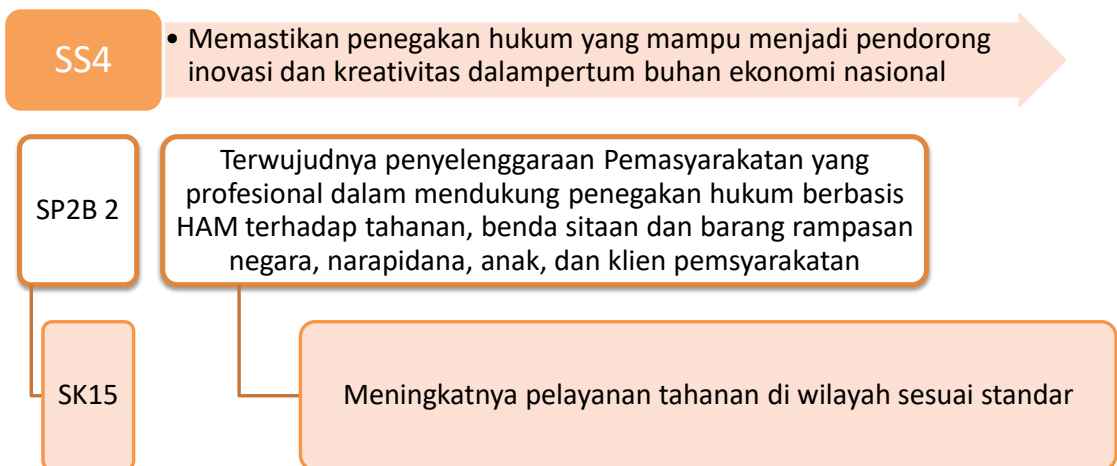 SS4
• Memastikan penegakan hukum yang mampu menjadi pendorong
inovasi dan kreativitas dalampertum buhan ekonomi nasional
SP2B 2
Terwujudnya penyelenggaraan Pemasyarakatan yang
profesional dalam mendukung penegakan hukum berbasis
HAM terhadap tahanan, benda sitaan dan barang rampasan
negara, narapidana, anak, dan klien pemsyarakatan
SK15
Meningkatnya pelayanan tahanan di wilayah sesuai standar